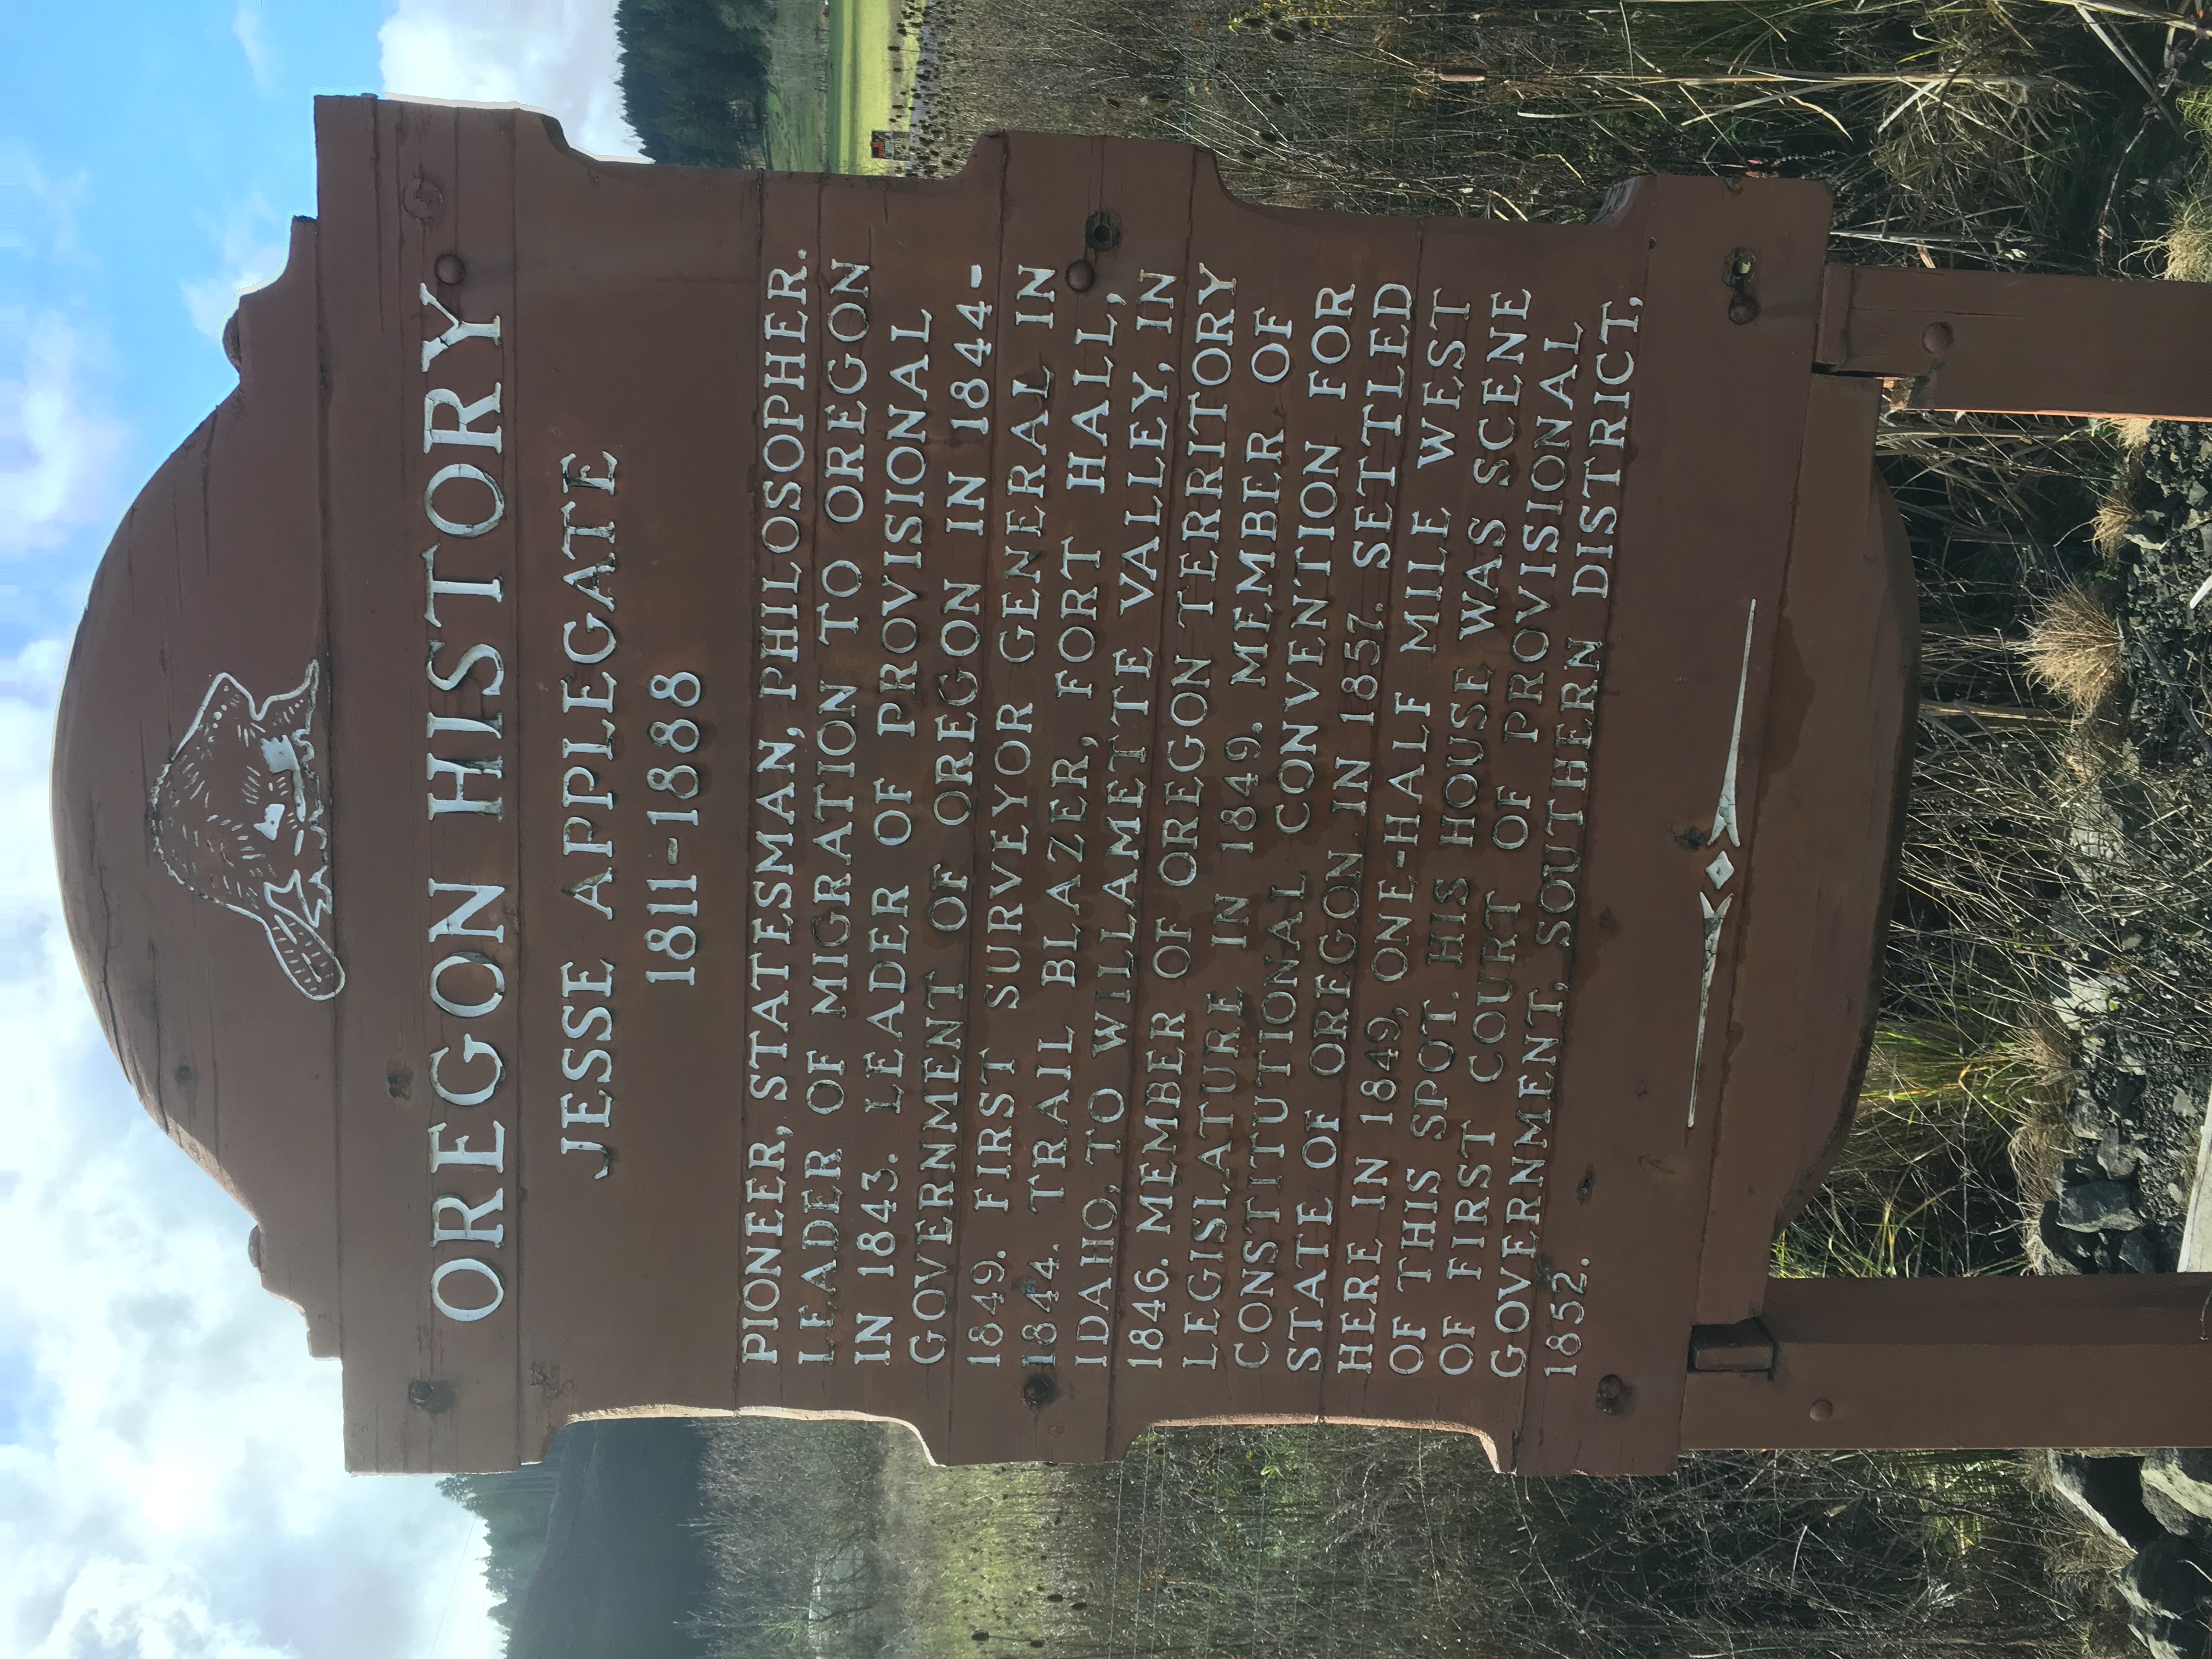 OREGON HISTORY
JESSE APPLEGATE
1811-1888
PIONEER, STATESMAN, PHILOSOPHER.
LEADER OF MIGRATION TO OREGON
IN 1843. LEADER OF PROVISIONAL
GOVERNMENT OF OREGON IN 1844-
1849. FIRST SURVEYOR GENERAL IN
1844. TRAIL BLAZER, FORT HALL,
IDAHO, TO WILLAMETTE VALLEY, IN
1846. MEMBER OF OREGON TERRITORY
LEGISLATURE IN 1849. MEMBER OF
CONSTITUTIONAL CONVENTION FOR
STATE OF OREGON IN 1857. SETTLED
HERE IN 1849, ONE-HALF MILE WEST
OF THIS SPOT. HIS HOUSE WAS SCENE
OF FIRST COURT OF PROVISIONAL
GOVERNMENT, SOUTHERN DISTRICT,
1852.